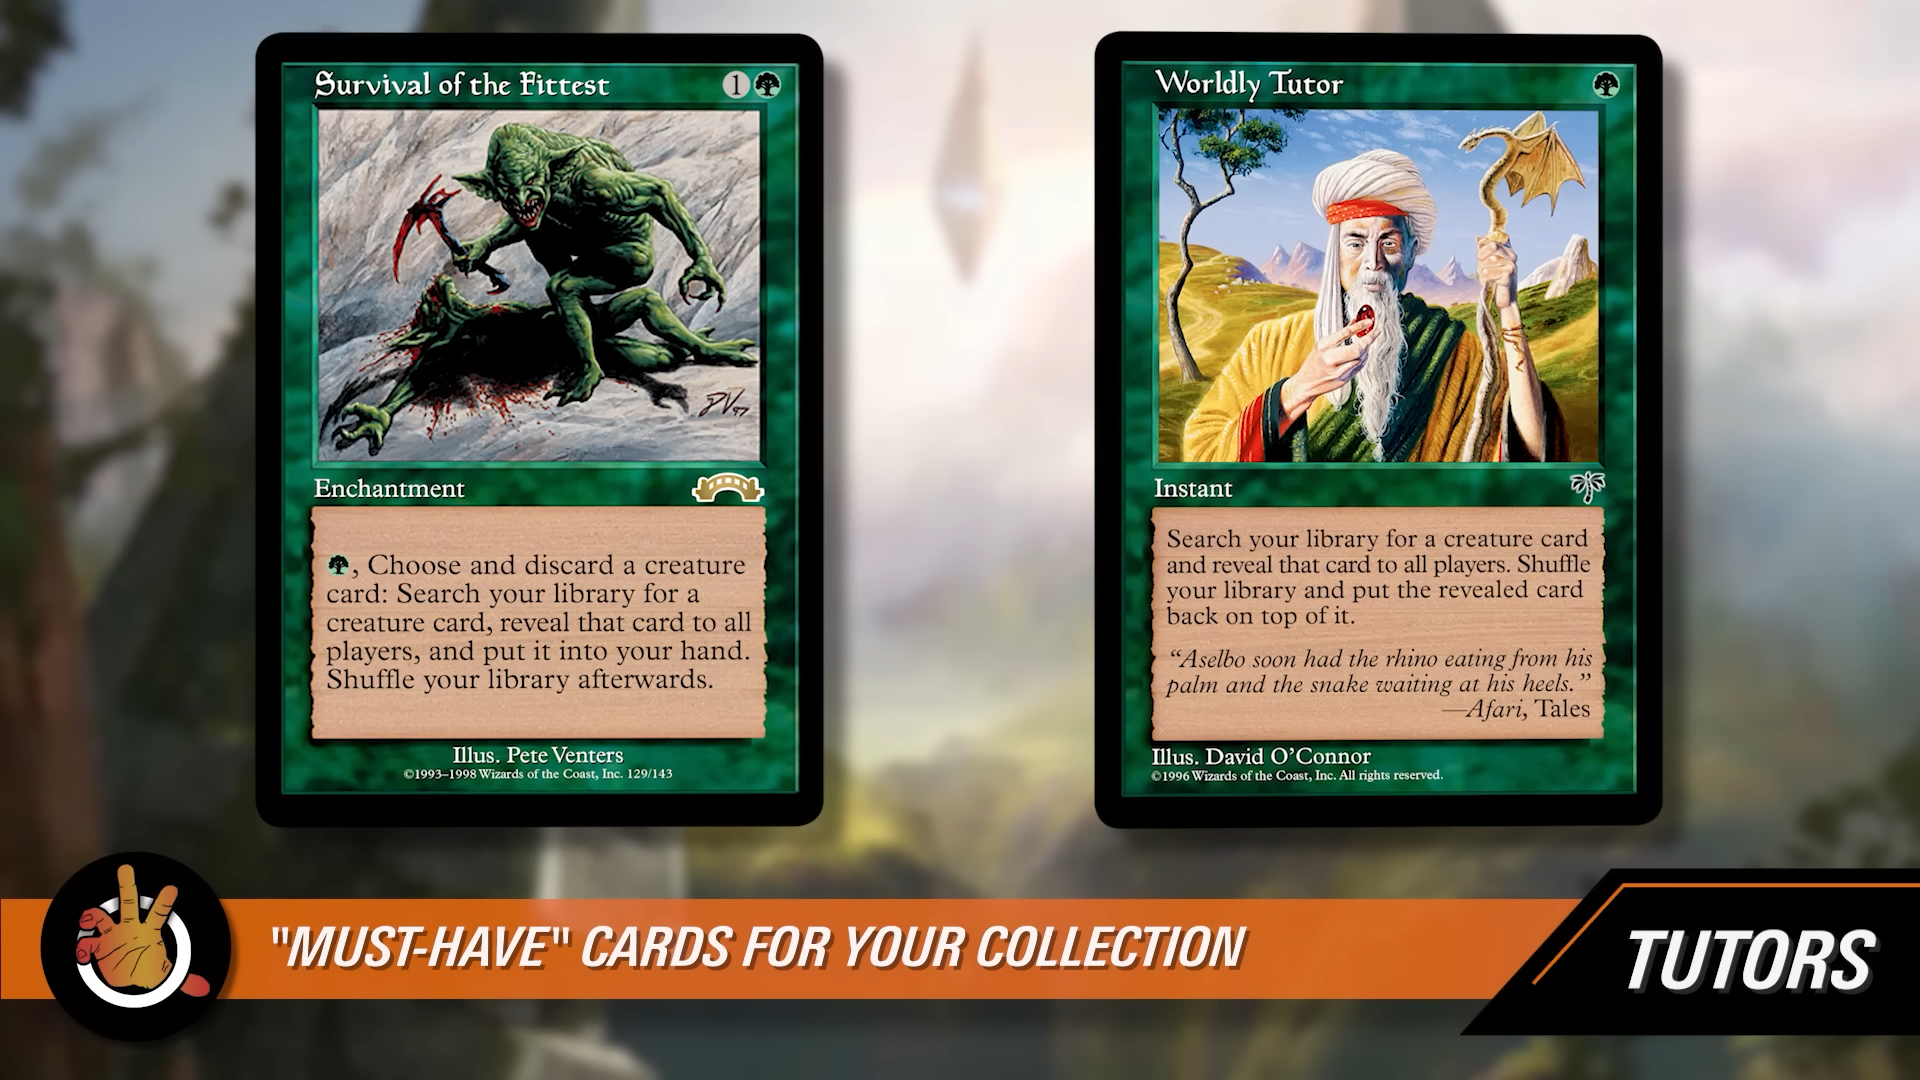 Survival of the Fittest
1
Enchantment
, Choose and discard a creature
card: Search your library for a
creature card, reveal that card to all
players, and put it into your hand.
Shuffle your library afterwards.
Illus. Pete Venters
©1993–1998 Wizards of the Coast, Inc. 129/143
Worldly Tutor
Instant
Search your library for a creature card
and reveal that card to all players. Shuffle
your library and put the revealed card
back on top of it.
“Aselbo soon had the rhino eating from his
palm and the snake waiting at his heels.”
—Afari, Tales
Illus. David O’Connor
©1996 Wizards of the Coast, Inc. All rights reserved.
"MUST-HAVE" CARDS FOR YOUR COLLECTION
TUTORS